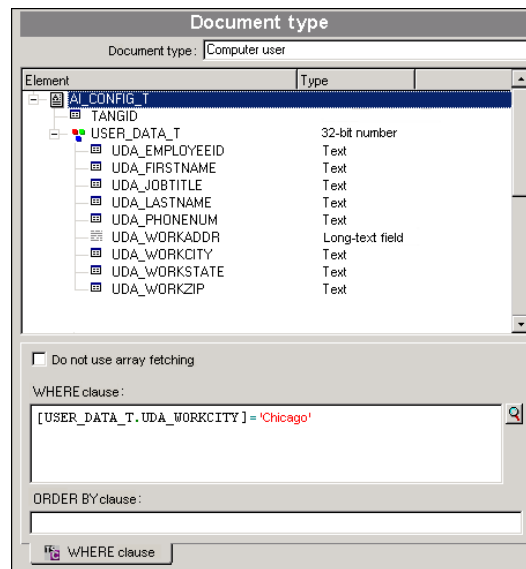 Document type
Document type: Computer user
Element Type
AI_CONFIG_T
TANGID
USER_DATA_T 32-bit number
UDA_EMPLOYEEID Text
UDA_FIRSTNAME Text
UDA_JOBTITLE Text
UDA_LASTNAME Text
UDA_PHONENUM Text
UDA_WORKADDR Long-text field
UDA_WORKCITY Text
UDA_WORKSTATE Text
UDA_WORKZIP Text
Do not use array fetching
WHERE clause:
[USER_DATA_T.UDA_WORKCITY]='Chicago'
ORDER BY clause:
WHERE clause